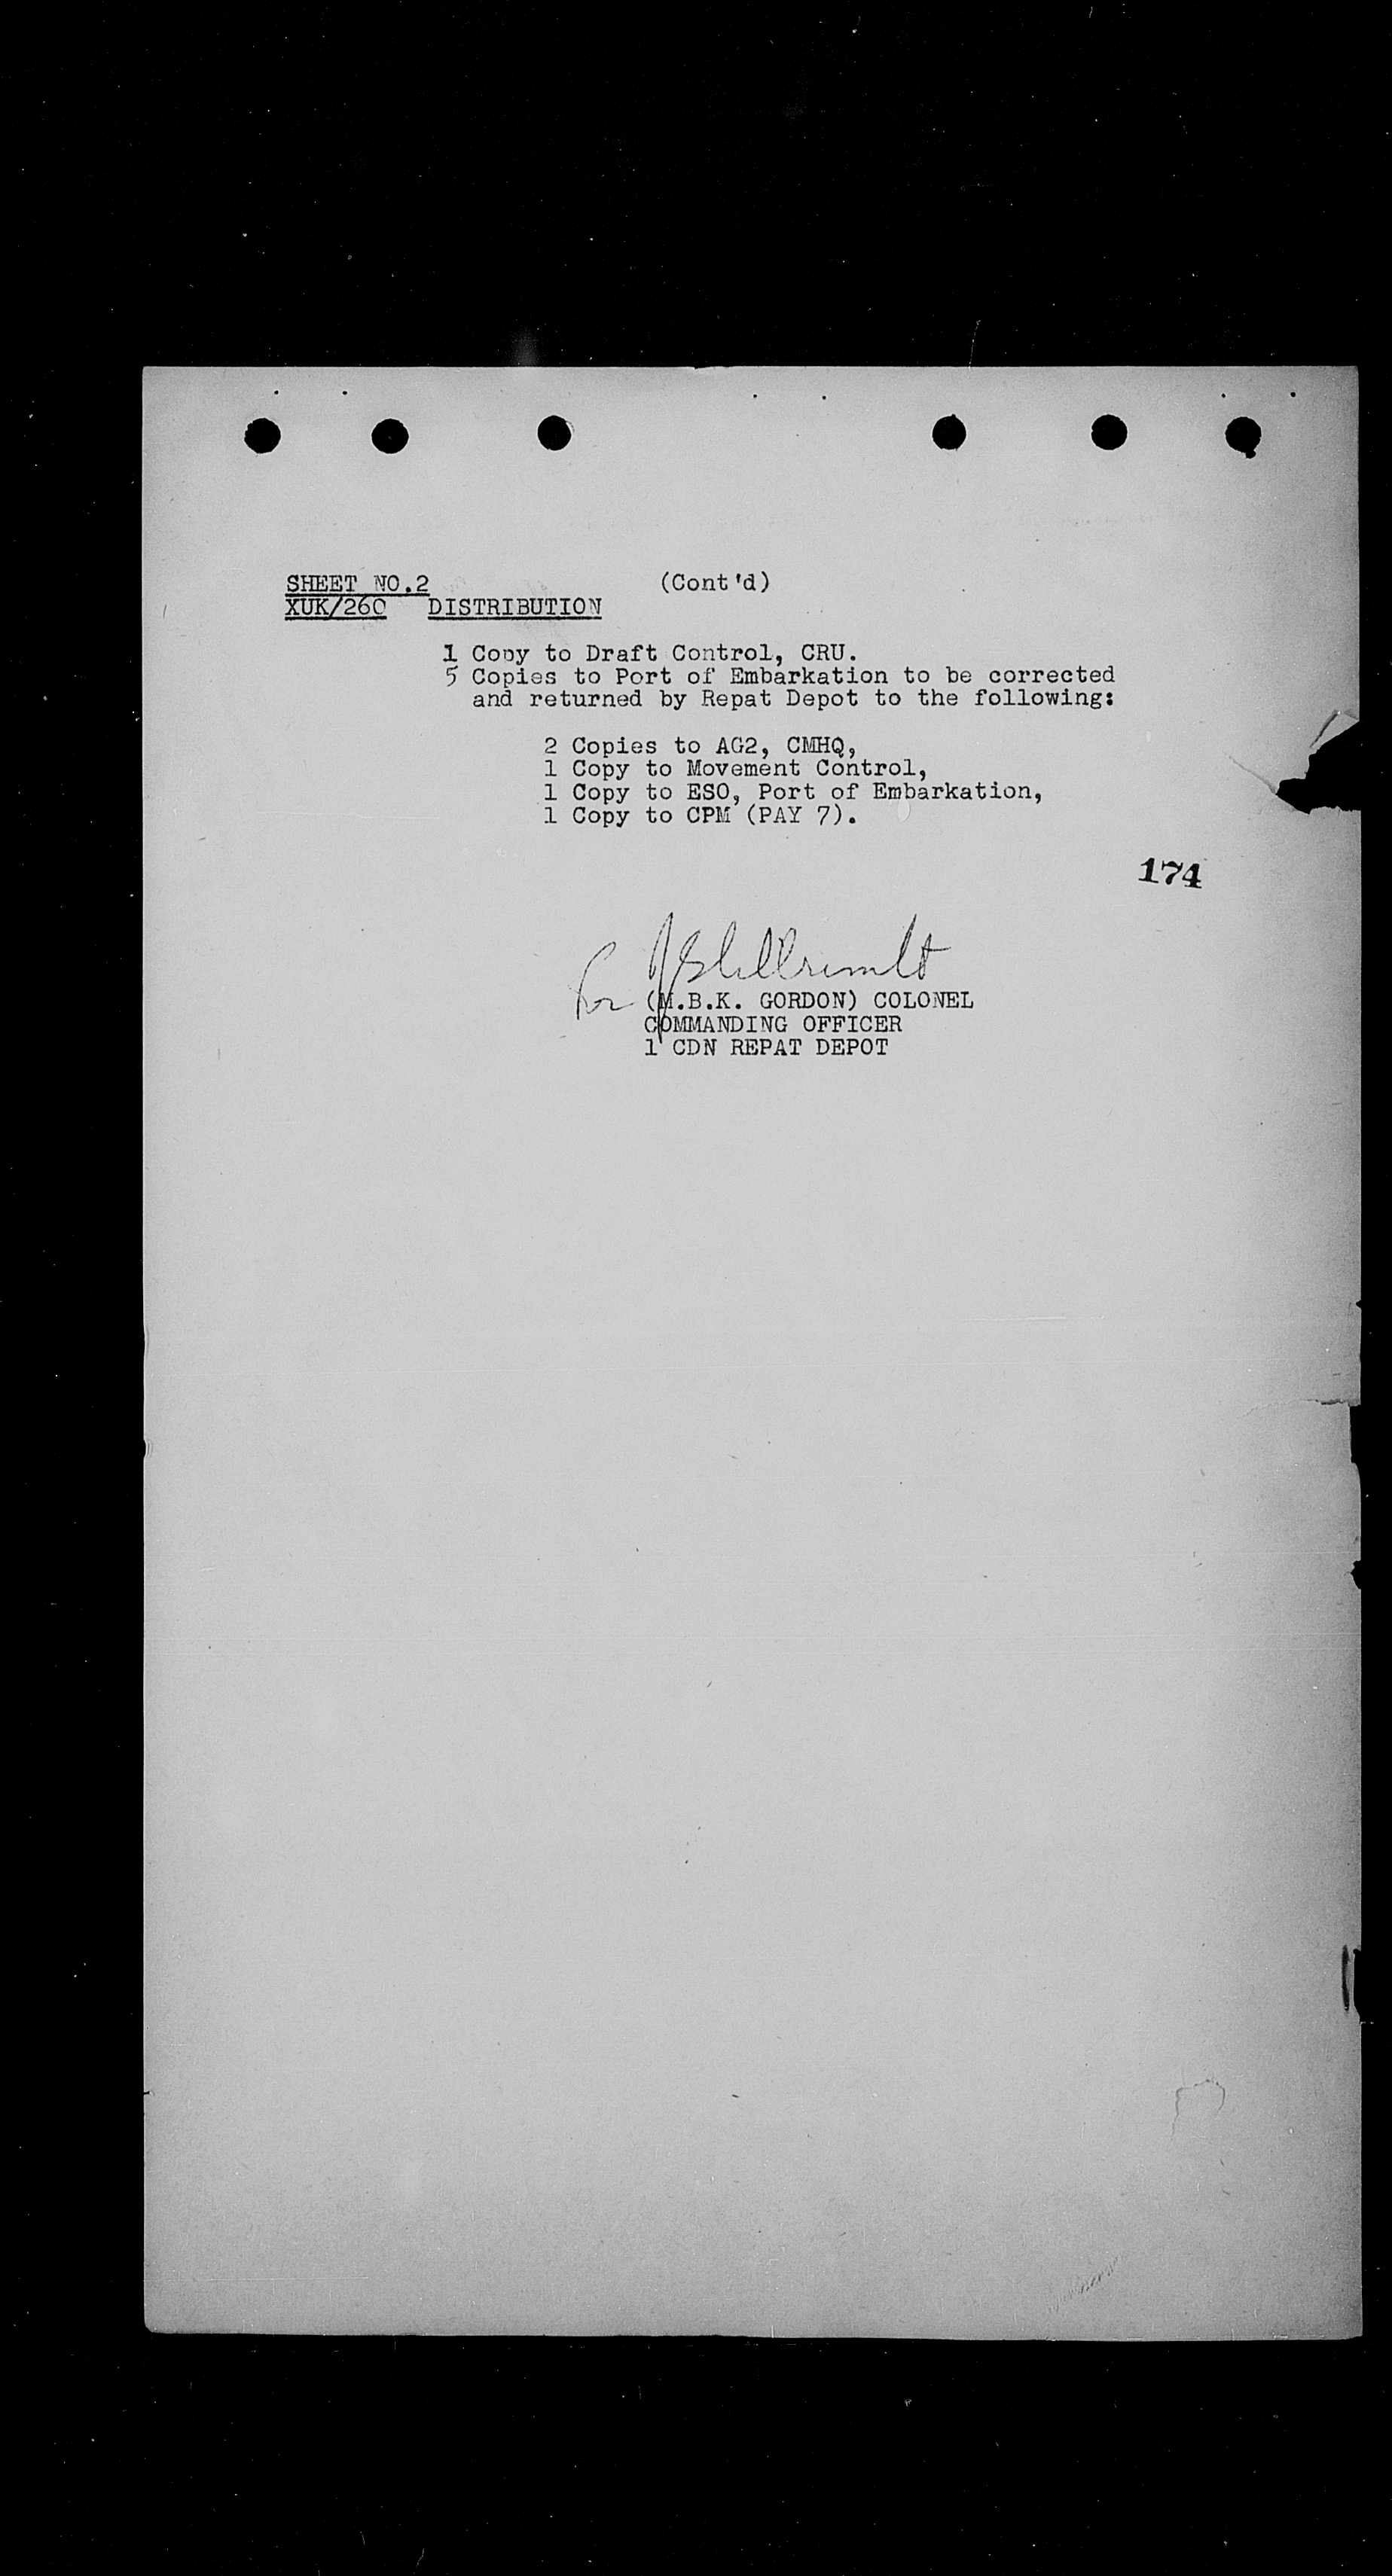 SHEET NO.2 (Cont'd)
XUK/260 DISTRIBUTION
1 Copy to Draft Control, CRU.
5 Copies to Port of Embarkation to be corrected
and returned by Repat Depot to the following:
2 Copies to AG2, CMHQ,
1 Copy to Movement Control,
1 Copy to ESO, Port of Embarkation,
1 Copy to CPM (PAY 7).
174
for
(M.B.K. GORDON) COLONEL
COMMANDING OFFICER
1 CDN REPAT DEPOT